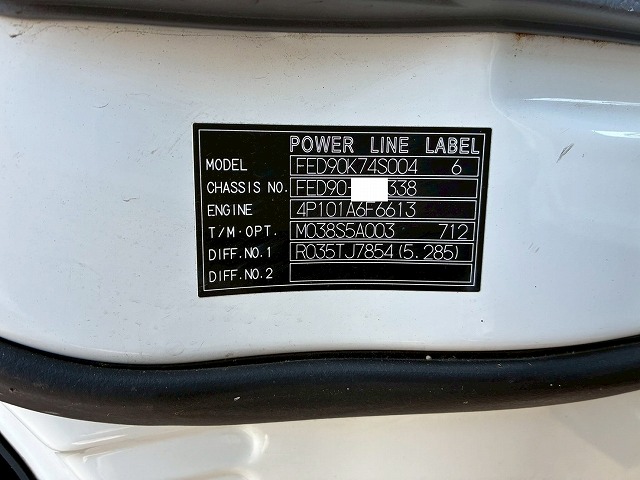 POWER LINE LABEL
MODEL FED90K74S004 6
CHASSIS NO. FED90- 338
ENGINE 4P101A6F6613
T/M·OPT. M038S5A003 712
DIFF.NO.1 R035TJ7854(5.285)
DIFF.NO.2